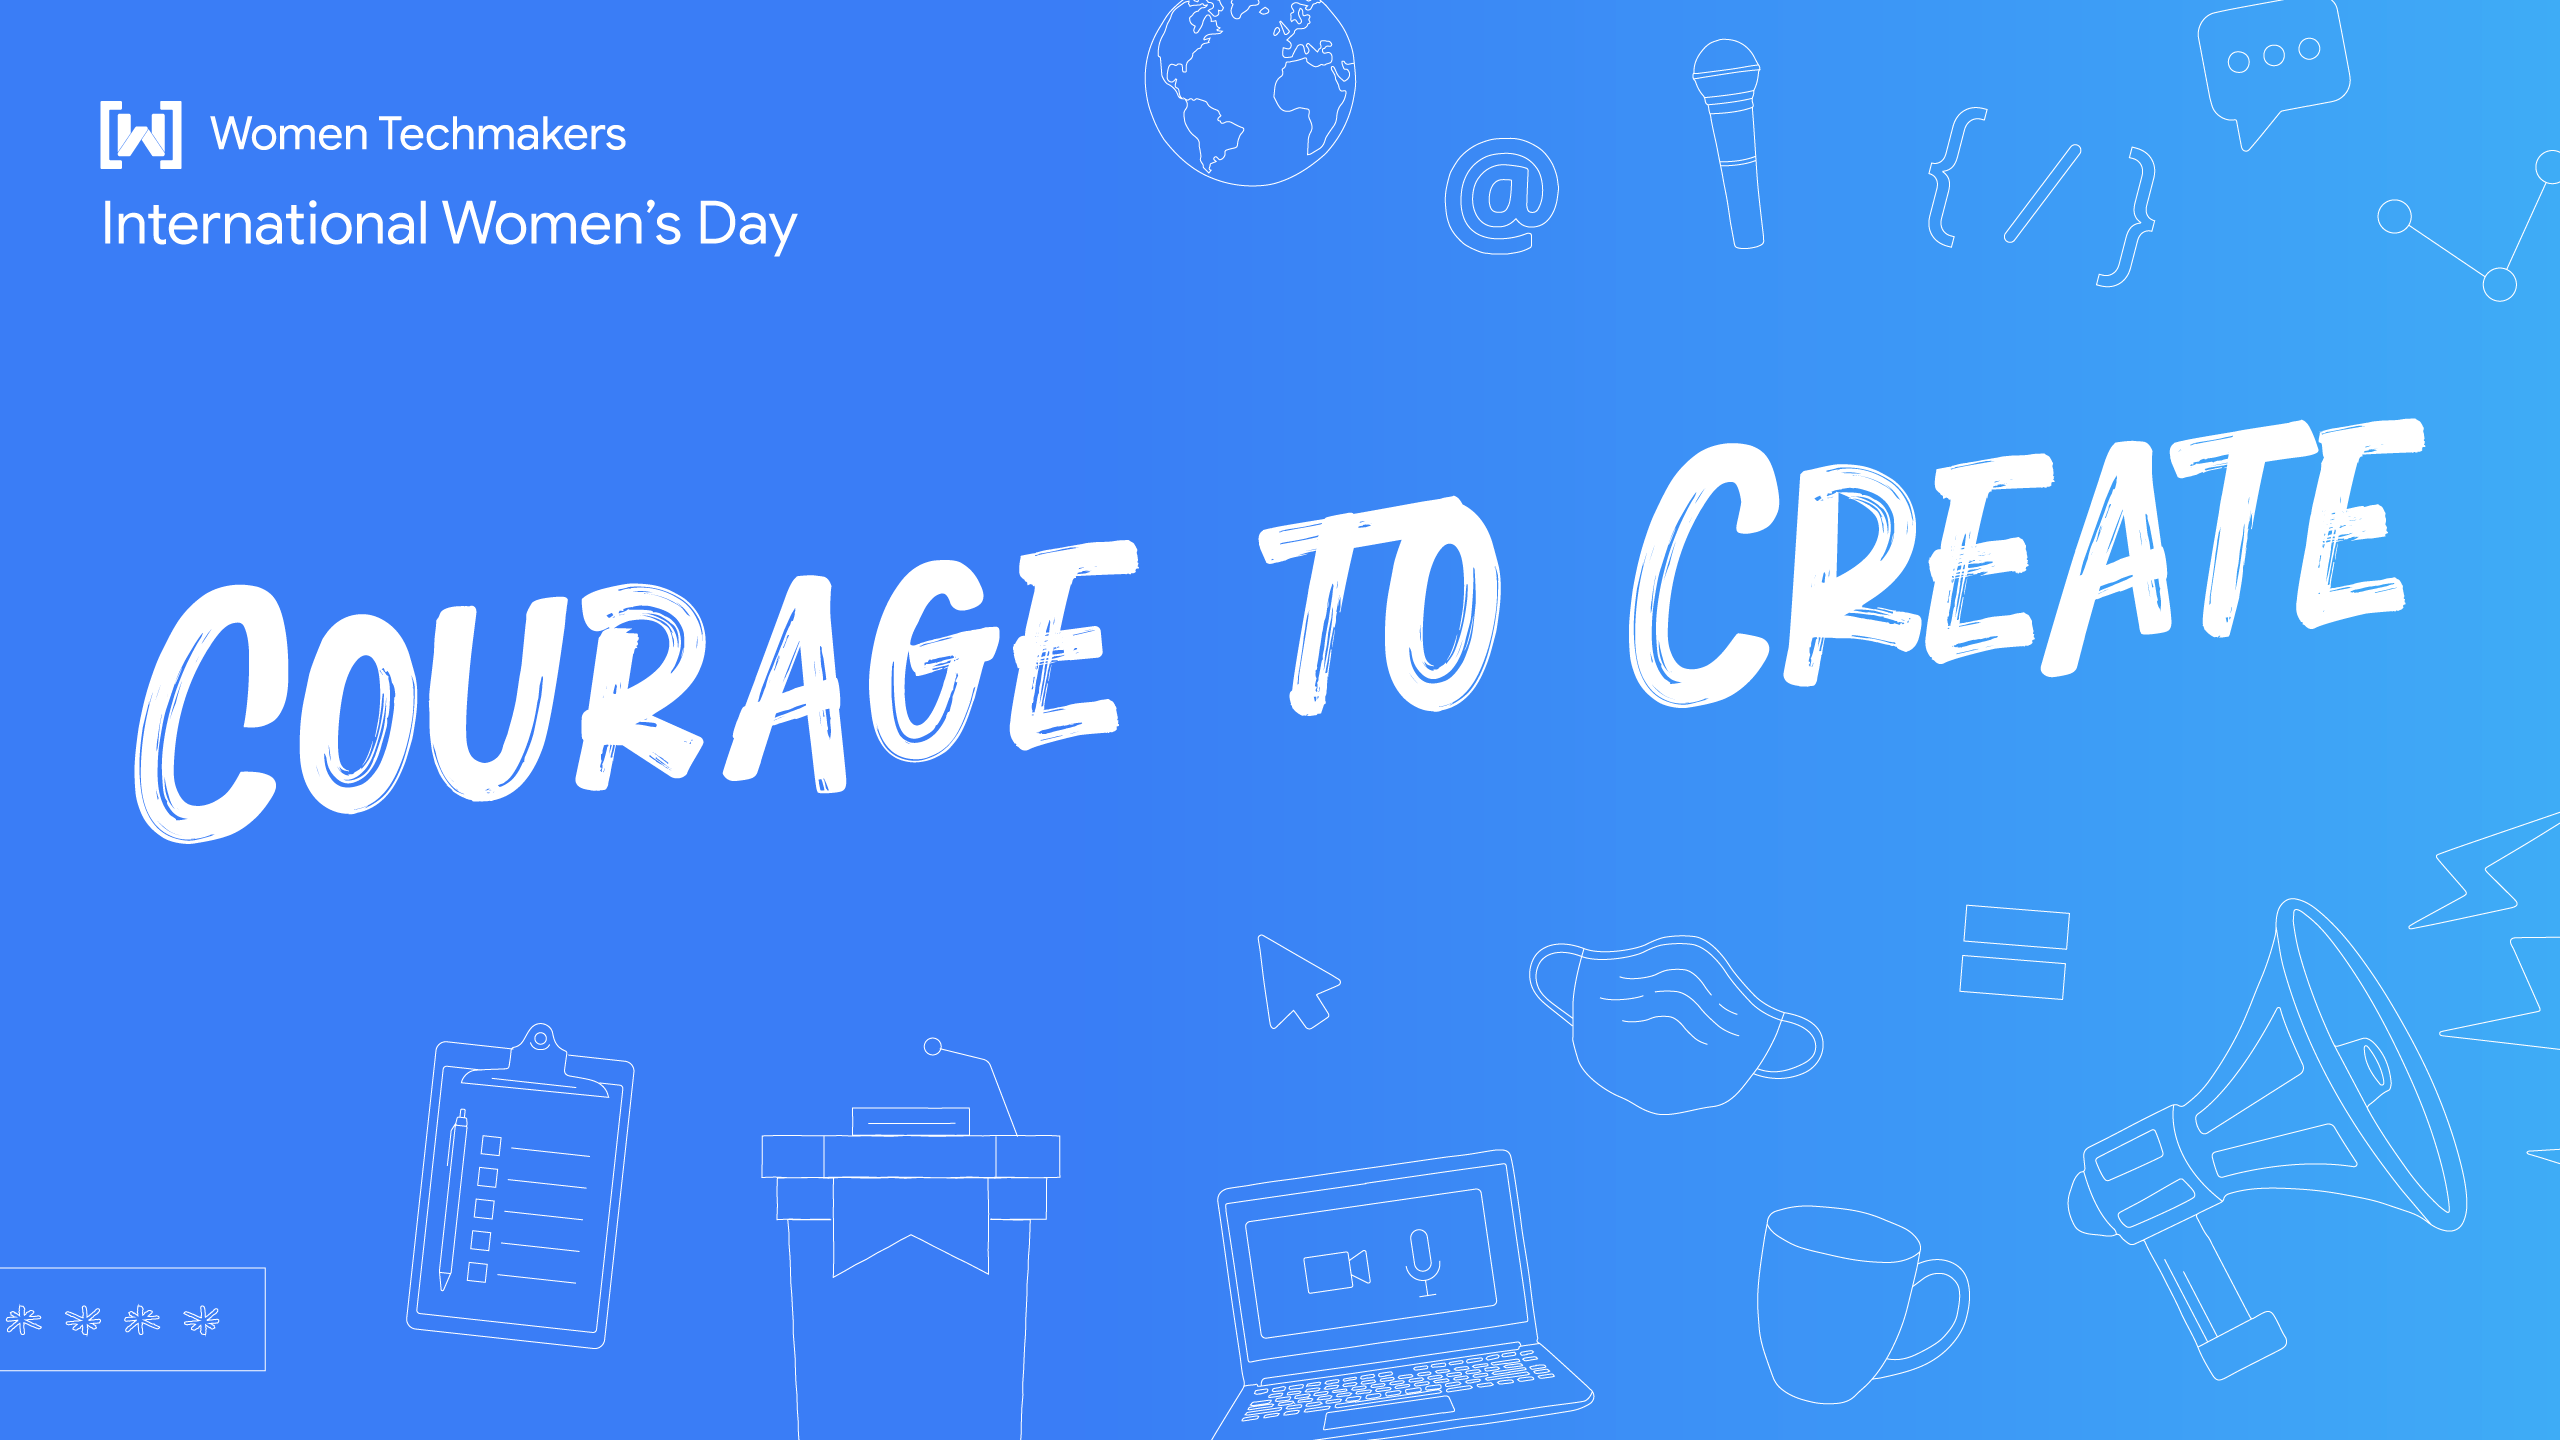 [W] Women Techmakers
International Women’s Day
@
{/}
COURAGE TO CREATE
=
* * * *